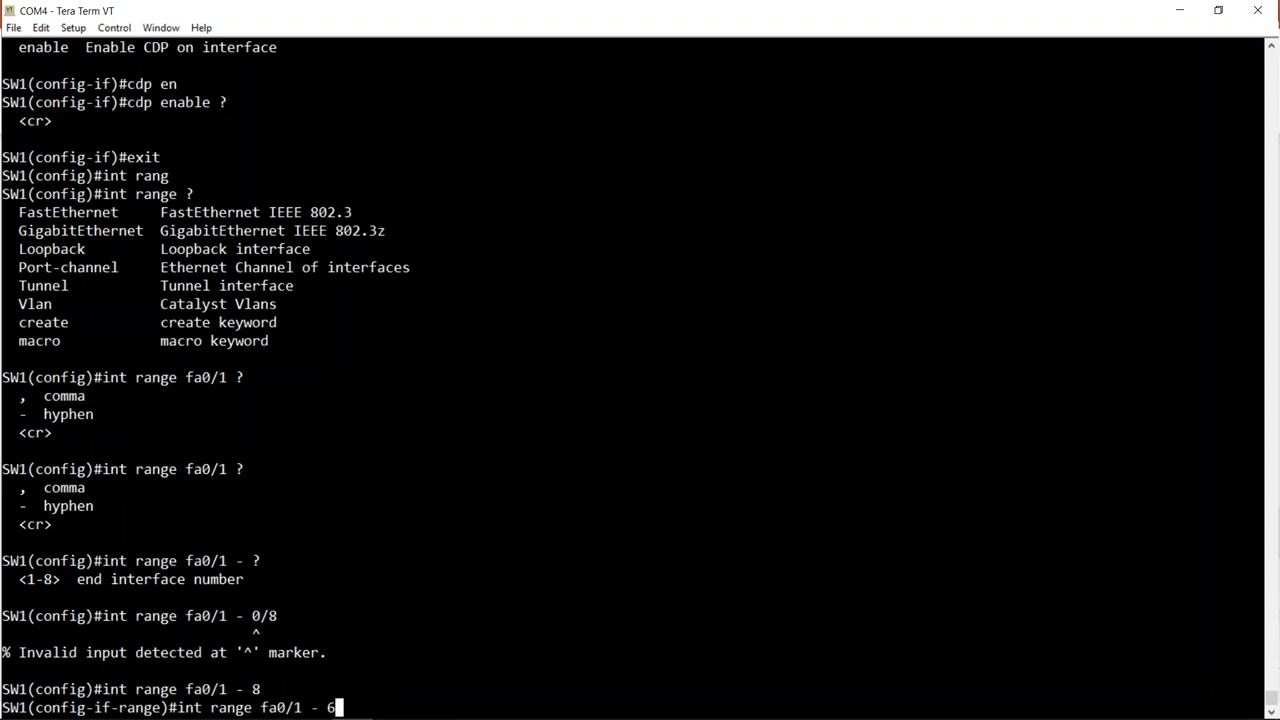 COM4 - Tera Term VT
File Edit Setup Control Window Help
enable Enable CDP on interface
SW1(config-if)#cdp en
SW1(config-if)#cdp enable ?
<cr>
SW1(config-if)#exit
SW1(config)#int rang
SW1(config)#int range ?
FastEthernet FastEthernet IEEE 802.3
GigabitEthernet GigabitEthernet IEEE 802.3z
Loopback Loopback interface
Port-channel Ethernet Channel of interfaces
Tunnel Tunnel interface
Vlan Catalyst Vlans
create create keyword
macro macro keyword
SW1(config)#int range fa0/1 ?
, comma
- hyphen
<cr>
SW1(config)#int range fa0/1 ?
, comma
- hyphen
<cr>
SW1(config)#int range fa0/1 - ?
<1-8> end interface number
SW1(config)#int range fa0/1 - 0/8
^
% Invalid input detected at '^' marker.
SW1(config)#int range fa0/1 - 8
SW1(config-if-range)#int range fa0/1 - 6